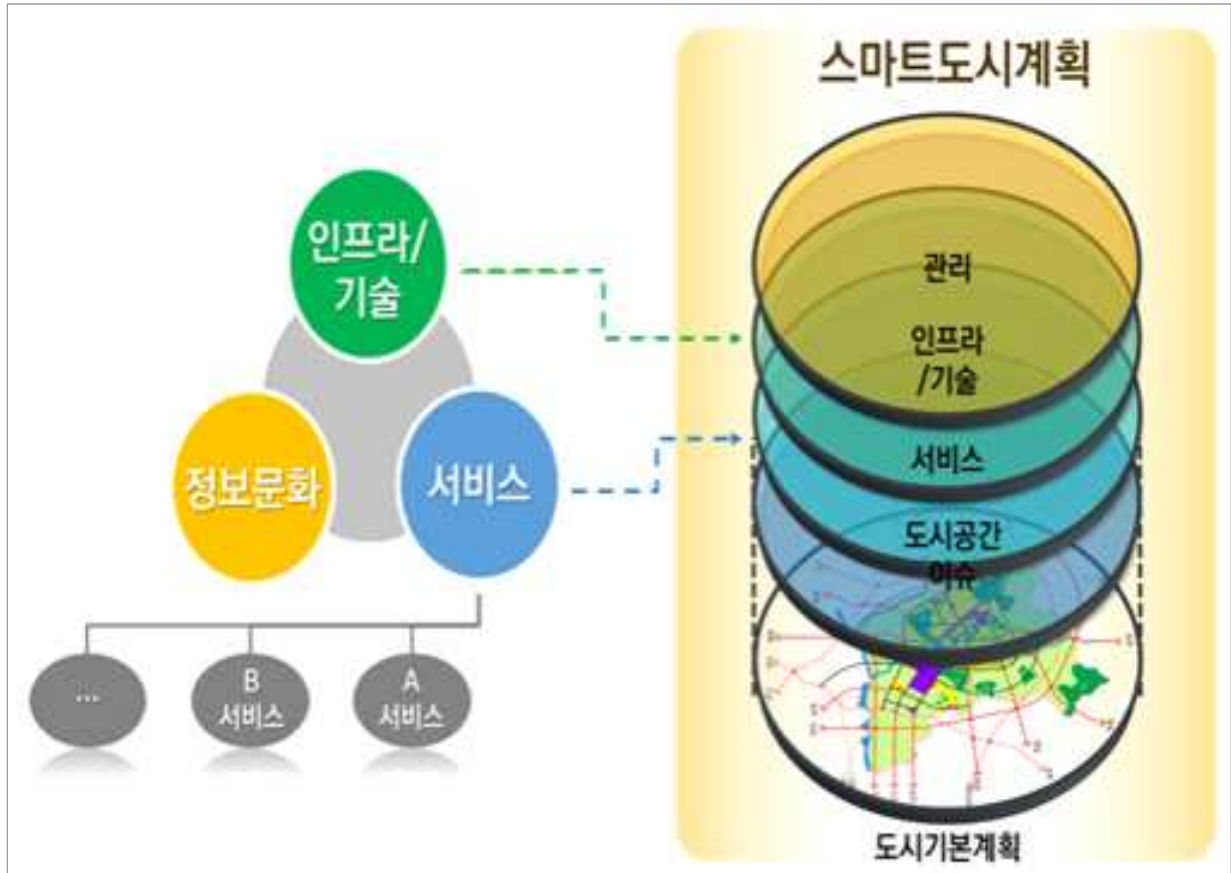 스마트도시계획
인프라/
기술
정보문화
서비스
...
B
서비스
A
서비스
관리
인프라
/기술
서비스
도시공간
이슈
도시기본계획